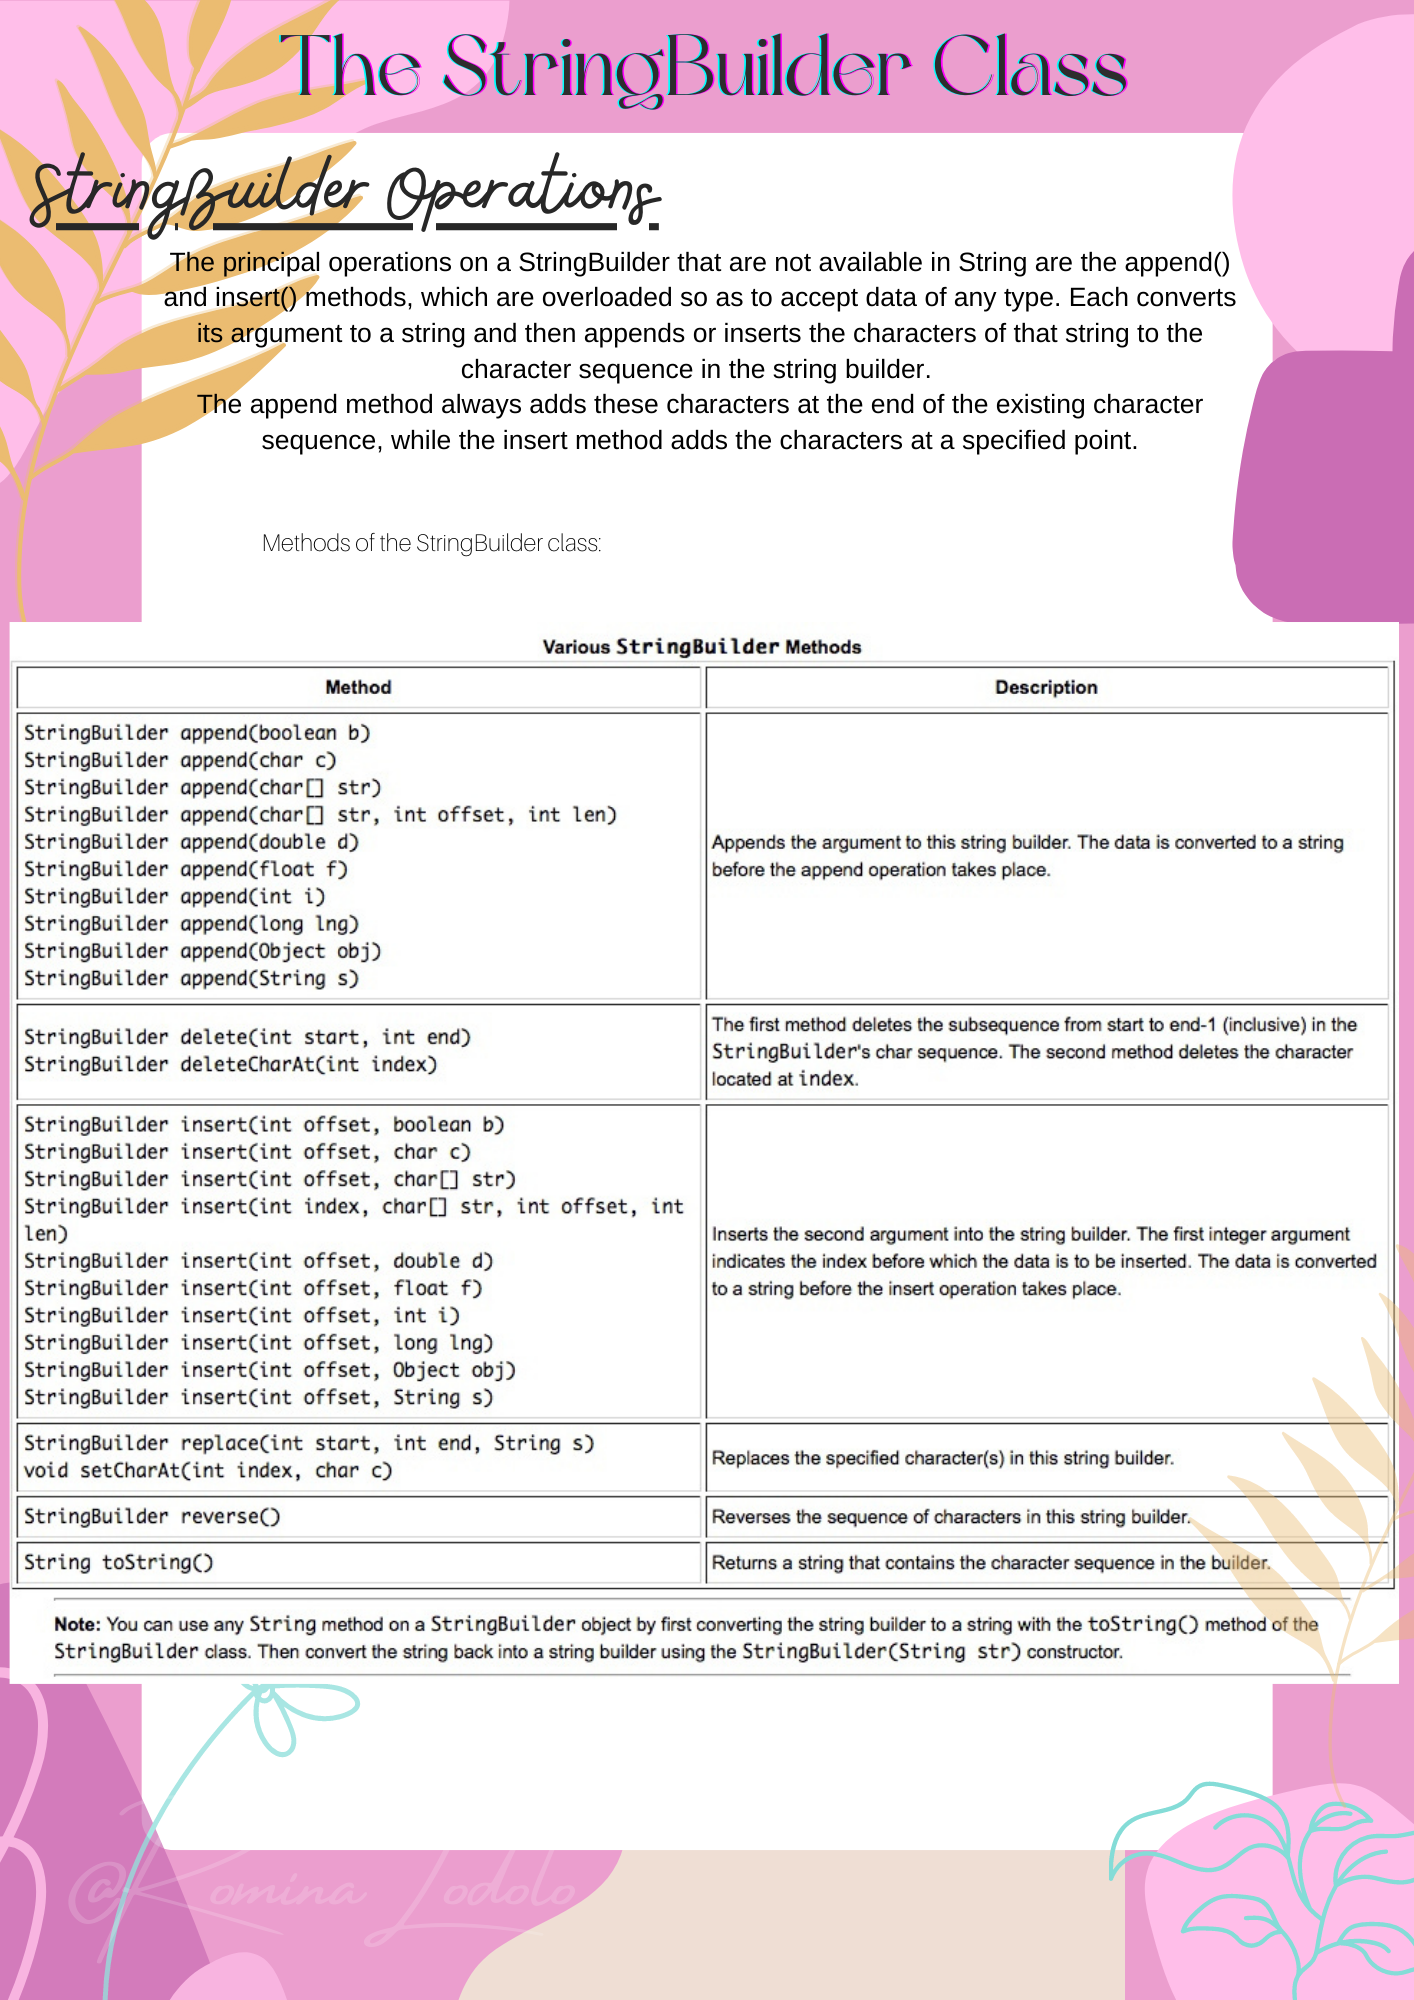 The StringBuilder Class
StringBuilder Operations
The principal operations on a StringBuilder that are not available in String are the append()
and insert() methods, which are overloaded so as to accept data of any type. Each converts
its argument to a string and then appends or inserts the characters of that string to the
character sequence in the string builder.
The append method always adds these characters at the end of the existing character
sequence, while the insert method adds the characters at a specified point.
Methods of the StringBuilder class:
Various StringBuilder Methods
Method
Description
StringBuilder append(boolean b)
StringBuilder append(char c)
StringBuilder append(char[] str)
StringBuilder append(char[] str, int offset, int len)
StringBuilder append(double d)
StringBuilder append(float f)
StringBuilder append(int i)
StringBuilder append(long lng)
StringBuilder append(Object obj)
StringBuilder append(String s)
Appends the argument to this string builder. The data is converted to a string
before the append operation takes place.
StringBuilder delete(int start, int end)
StringBuilder deleteCharAt(int index)
The first method deletes the subsequence from start to end-1 (inclusive) in the
StringBuilder's char sequence. The second method deletes the character
located at index.
StringBuilder insert(int offset, boolean b)
StringBuilder insert(int offset, char c)
StringBuilder insert(int offset, char[] str)
StringBuilder insert(int index, char[] str, int offset, int
len)
StringBuilder insert(int offset, double d)
StringBuilder insert(int offset, float f)
StringBuilder insert(int offset, int i)
StringBuilder insert(int offset, long lng)
StringBuilder insert(int offset, Object obj)
StringBuilder insert(int offset, String s)
Inserts the second argument into the string builder. The first integer argument
indicates the index before which the data is to be inserted. The data is converted
to a string before the insert operation takes place.
StringBuilder replace(int start, int end, String s)
void setCharAt(int index, char c)
Replaces the specified character(s) in this string builder.
StringBuilder reverse()
Reverses the sequence of characters in this string builder.
String toString()
Returns a string that contains the character sequence in the builder.
Note: You can use any String method on a StringBuilder object by first converting the string builder to a string with the toString() method of the
StringBuilder class. Then convert the string back into a string builder using the StringBuilder(String str) constructor.
@Romina Lodolo